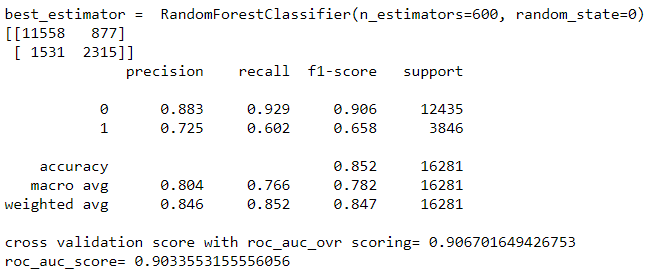 best_estimator =  RandomForestClassifier(n_estimators=600, random_state=0)
[[11558   877]
 [ 1531  2315]]
              precision    recall  f1-score   support

           0      0.883     0.929     0.906     12435
           1      0.725     0.602     0.658      3846

    accuracy                          0.852     16281
   macro avg      0.804     0.766     0.782     16281
weighted avg      0.846     0.852     0.847     16281

cross validation score with roc_auc_ovr scoring= 0.906701649426753
roc_auc_score= 0.9033553155556056